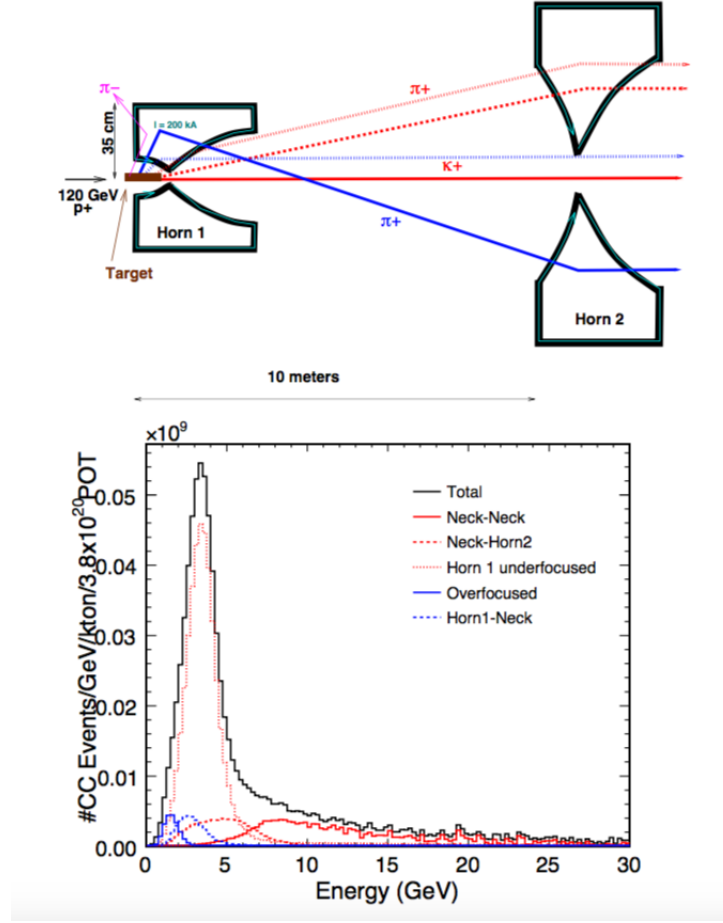 π+
π−
I = 200 kA
35 cm
κ+
120 GeV
p+
π+
Horn 1
Target
Horn 2
10 meters
×10⁹
#CC Events/GeV/kton/3.8x10²⁰POT
0.05
0.04
0.03
0.02
0.01
0.00
Total
Neck-Neck
Neck-Horn2
Horn 1 underfocused
Overfocused
Horn1-Neck
0 5 10 15 20 25 30
Energy (GeV)